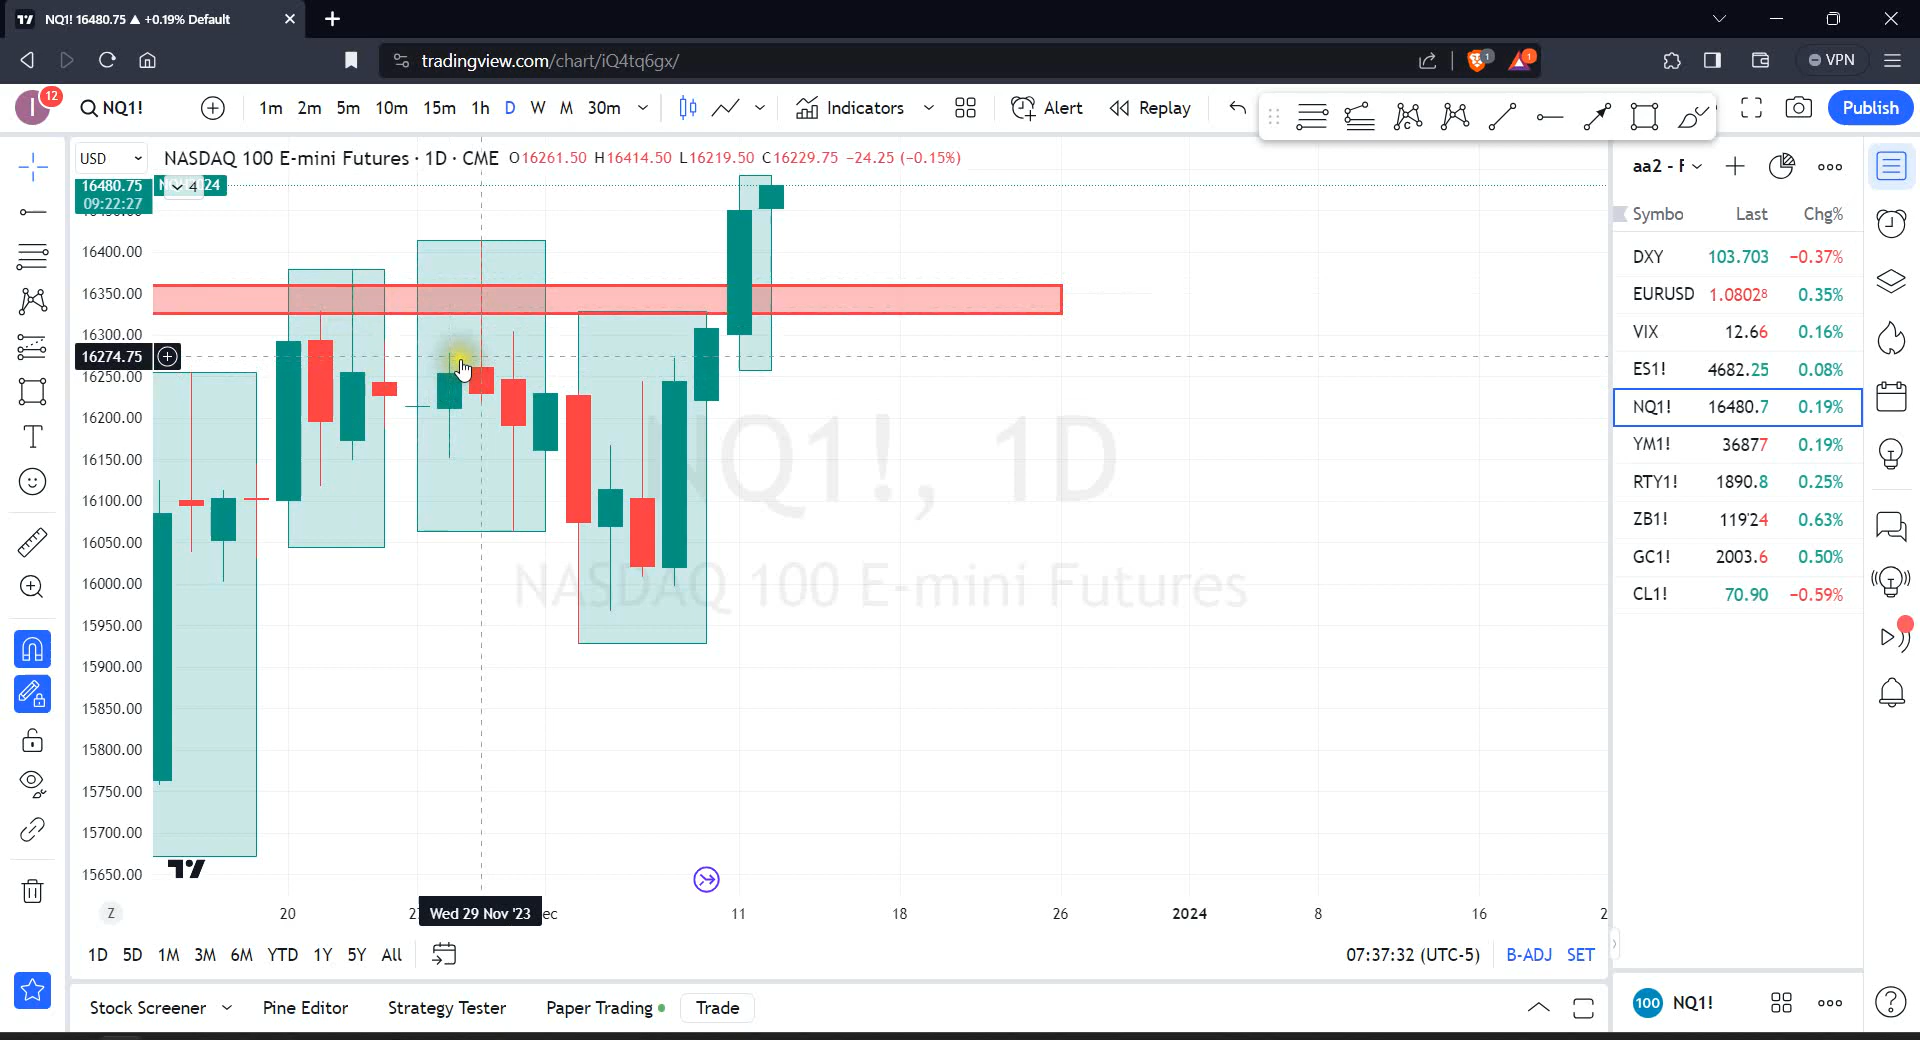 NQ1! 16480.75 ▲ +0.19% Default
tradingview.com/chart/iQ4tq6gx/
1
1
VPN
I
12
NQ1!
1m 2m 5m 10m 15m 1h D W M 30m
Indicators
Alert
Replay
Publish
USD
NASDAQ 100 E-mini Futures · 1D · CME O16261.50 H16414.50 L16219.50 C16229.75 −24.25 (−0.15%)
16480.75
09:22:27
4
16400.00
16350.00
16300.00
16274.75
16250.00
16200.00
16150.00
16100.00
16050.00
16000.00
15950.00
15900.00
15850.00
15800.00
15750.00
15700.00
15650.00
NQ1!, 1D
NASDAQ 100 E-mini Futures
Z
20
Wed 29 Nov '23
11
18
26
2024
8
16
1D 5D 1M 3M 6M YTD 1Y 5Y All
07:37:32 (UTC-5) B-ADJ SET
Stock Screener
Pine Editor
Strategy Tester
Paper Trading
Trade
aa2 - F
Symbo Last Chg%
DXY 103.703 −0.37%
EURUSD 1.08028 0.35%
VIX 12.66 0.16%
ES1! 4682.25 0.08%
NQ1! 16480.7 0.19%
YM1! 36877 0.19%
RTY1! 1890.8 0.25%
ZB1! 119'24 0.63%
GC1! 2003.6 0.50%
CL1! 70.90 −0.59%
100 NQ1!